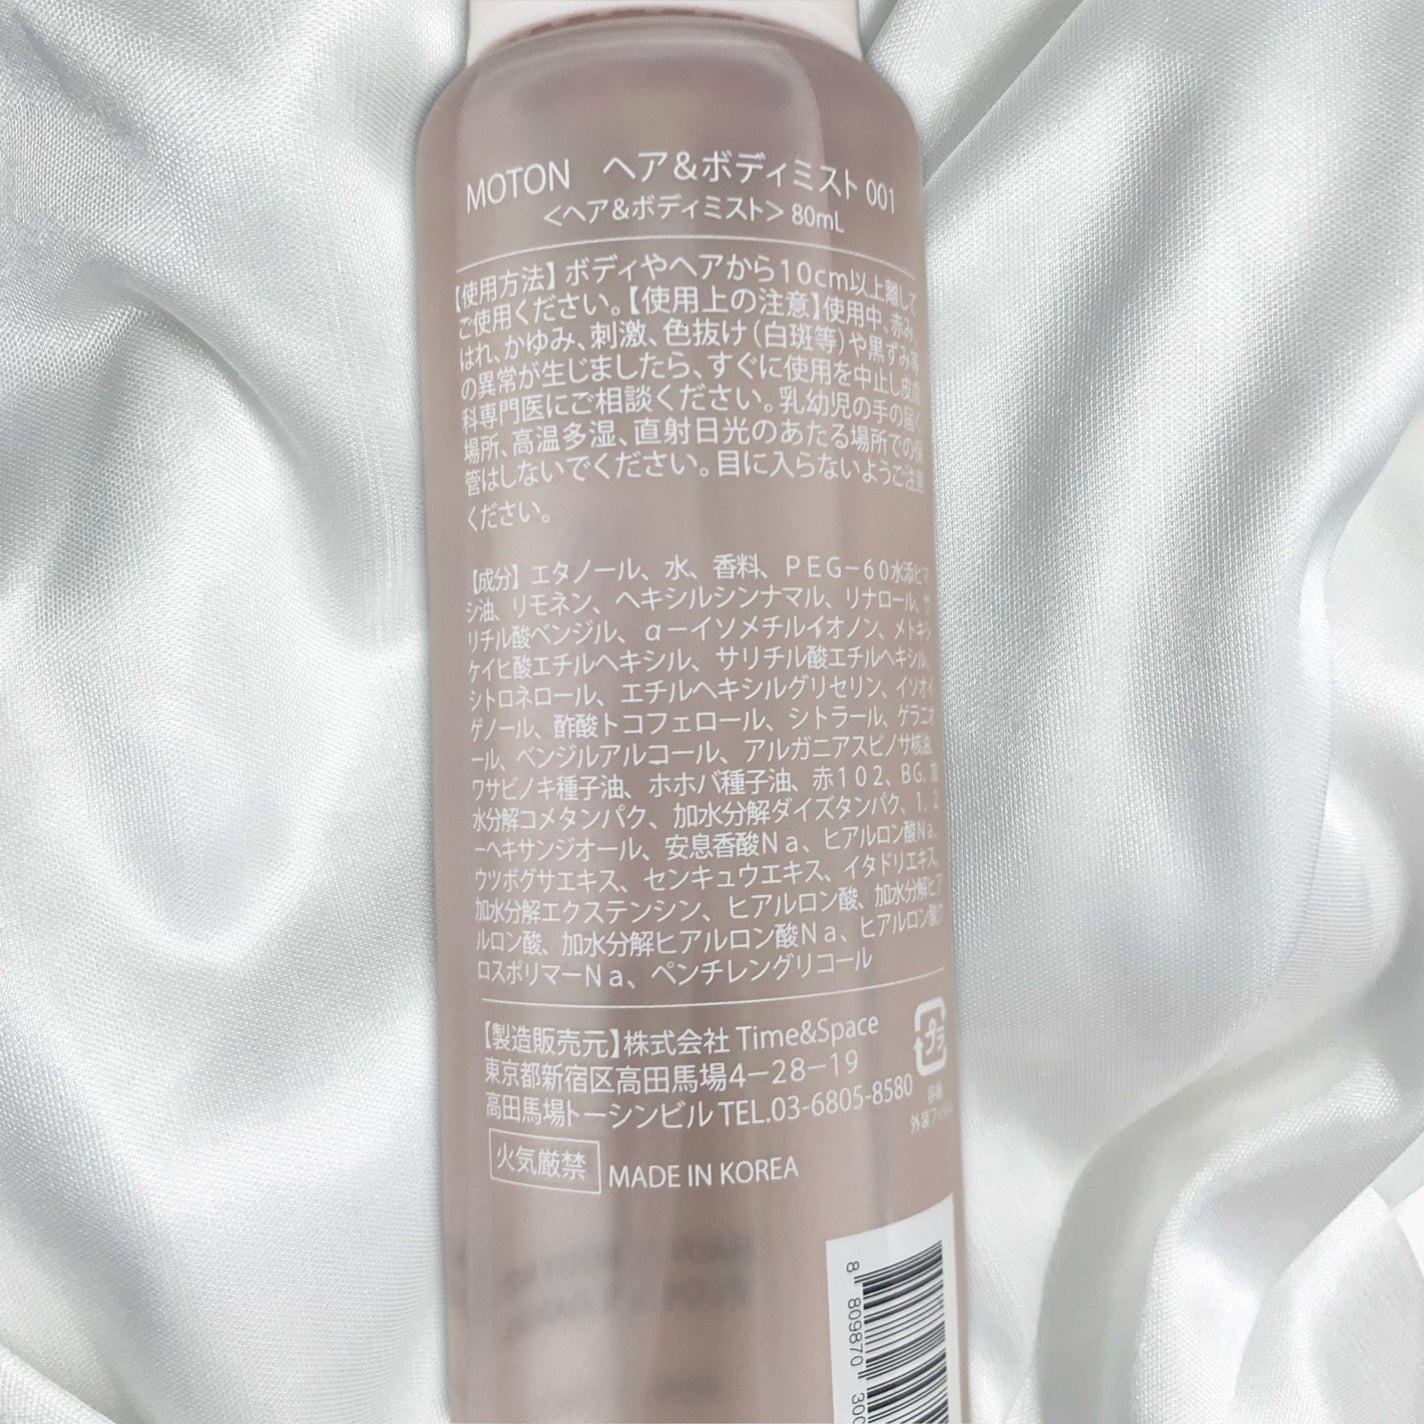 MOTON ヘア&ボディミスト 001
<ヘア&ボディミスト> 80mL
【使用方法】ボディやヘアから10cm以上離して
ご使用ください。【使用上の注意】使用中、赤み、
はれ、かゆみ、刺激、色抜け(白斑等)や黒ずみ等
の異常が生じましたら、すぐに使用を中止し皮膚
科専門医にご相談ください。乳幼児の手の届く
場所、高温多湿、直射日光のあたる場所での保
管はしないでください。目に入らないようご注意
ください。
【成分】エタノール、水、香料、PEG-60水添ヒマ
シ油、リモネン、ヘキシルシンナマル、リナロール、サ
リチル酸ベンジル、α-イソメチルイオノン、メトキシ
ケイヒ酸エチルヘキシル、サリチル酸エチルヘキシル、
シトロネロール、エチルヘキシルグリセリン、イソオイ
ゲノール、酢酸トコフェロール、シトラール、ゲラニオ
ール、ベンジルアルコール、アルガニアスピノサ核油、
ワサビノキ種子油、ホホバ種子油、赤102、BG、加
水分解コメタンパク、加水分解ダイズタンパク、1,2
-ヘキサンジオール、安息香酸Na、ヒアルロン酸Na、
ウツボグサエキス、センキュウエキス、イタドリエキス、
加水分解エクステンシン、ヒアルロン酸、加水分解ヒア
ルロン酸、加水分解ヒアルロン酸Na、ヒアルロン酸ク
ロスポリマーNa、ペンチレングリコール
【製造販売元】株式会社 Time&Space
東京都新宿区高田馬場4-28-19
高田馬場トーシンビル TEL.03-6805-8580
プラ
容器
外装フィルム
火気厳禁 MADE IN KOREA
8 809870 300